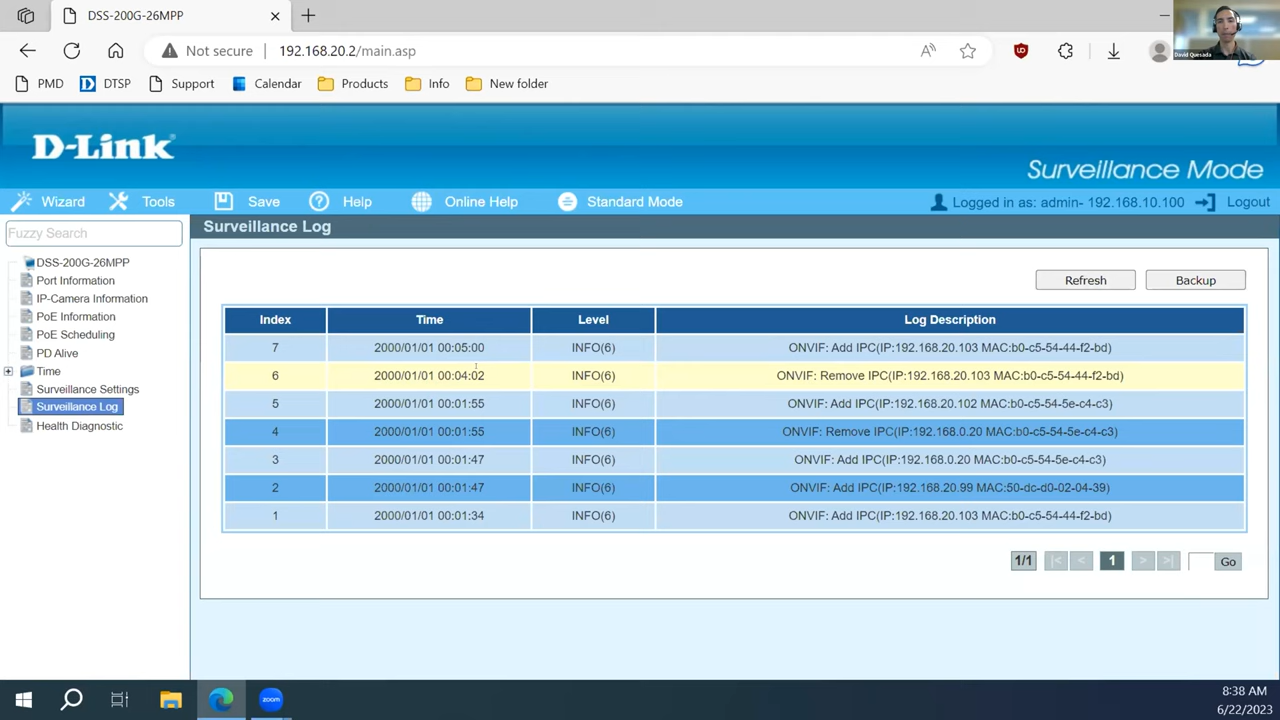 DSS-200G-26MPP
Not secure 192.168.20.2/main.asp
PMD DTSP Support Calendar Products Info New folder
David Quesada
D-Link
Surveillance Mode
Wizard Tools Save Help Online Help Standard Mode Logged in as: admin- 192.168.10.100 Logout
Fuzzy Search
DSS-200G-26MPP
Port Information
IP-Camera Information
PoE Information
PoE Scheduling
PD Alive
Time
Surveillance Settings
Surveillance Log
Health Diagnostic
Surveillance Log
Refresh Backup
Index Time Level Log Description
7 2000/01/01 00:05:00 INFO(6) ONVIF: Add IPC(IP:192.168.20.103 MAC:b0-c5-54-44-f2-bd)
6 2000/01/01 00:04:02 INFO(6) ONVIF: Remove IPC(IP:192.168.20.103 MAC:b0-c5-54-44-f2-bd)
5 2000/01/01 00:01:55 INFO(6) ONVIF: Add IPC(IP:192.168.20.102 MAC:b0-c5-54-5e-c4-c3)
4 2000/01/01 00:01:55 INFO(6) ONVIF: Remove IPC(IP:192.168.0.20 MAC:b0-c5-54-5e-c4-c3)
3 2000/01/01 00:01:47 INFO(6) ONVIF: Add IPC(IP:192.168.0.20 MAC:b0-c5-54-5e-c4-c3)
2 2000/01/01 00:01:47 INFO(6) ONVIF: Add IPC(IP:192.168.20.99 MAC:50-dc-d0-02-04-39)
1 2000/01/01 00:01:34 INFO(6) ONVIF: Add IPC(IP:192.168.20.103 MAC:b0-c5-54-44-f2-bd)
1/1 |< < 1 > >| Go
zoom
8:38 AM
6/22/2023